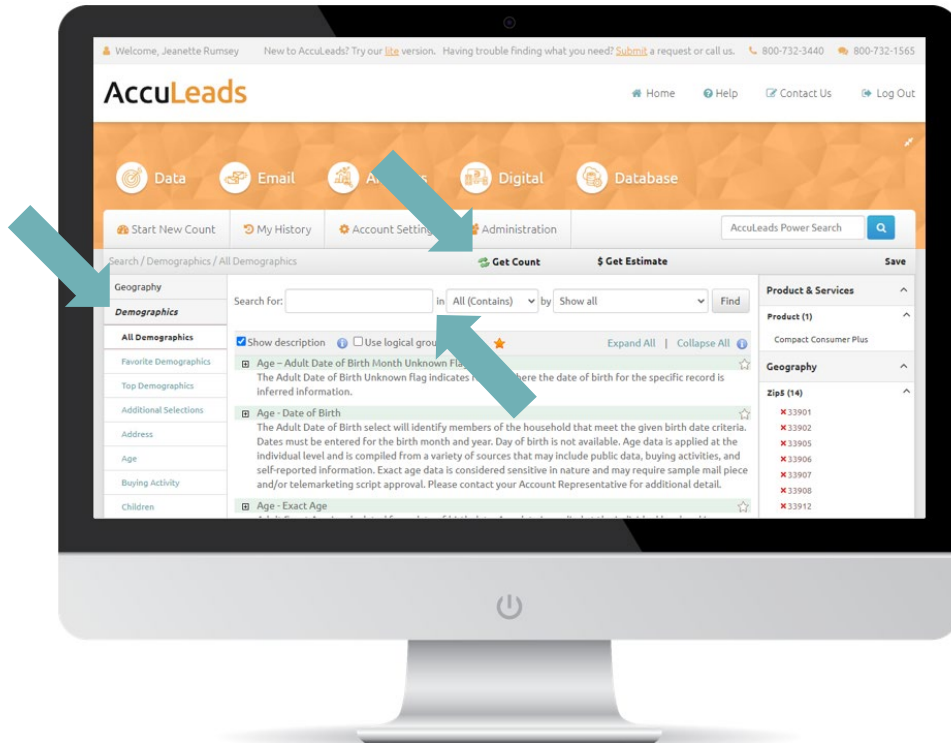 Welcome, Jeanette Rumsey New to AccuLeads? Try our lite version. Having trouble finding what you need? Submit a request or call us. 800-732-3440 800-732-1565
AccuLeads
Home Help Contact Us Log Out
Data Email Digital Database
Start New Count My History Account Setting Administration AccuLeads Power Search
Search / Demographics / All Demographics Get Count $ Get Estimate Save
Geography
Demographics
All Demographics
Favorite Demographics
Top Demographics
Additional Selections
Address
Age
Buying Activity
Children
Search for: in All (Contains) by Show all Find
Show description Use logical grou Expand All | Collapse All
Age – Adult Date of Birth Month Unknown Flag
The Adult Date of Birth Unknown Flag indicates here the date of birth for the specific record is
inferred information.
Age - Date of Birth
The Adult Date of Birth select will identify members of the household that meet the given birth date criteria.
Dates must be entered for the birth month and year. Day of birth is not available. Age data is applied at the
individual level and is compiled from a variety of sources that may include public data, buying activities, and
self-reported information. Exact age data is considered sensitive in nature and may require sample mail piece
and/or telemarketing script approval. Please contact your Account Representative for additional detail.
Age - Exact Age
Product & Services
Product (1)
Compact Consumer Plus
Geography
Zip5 (14)
33901
33902
33905
33906
33907
33908
33912